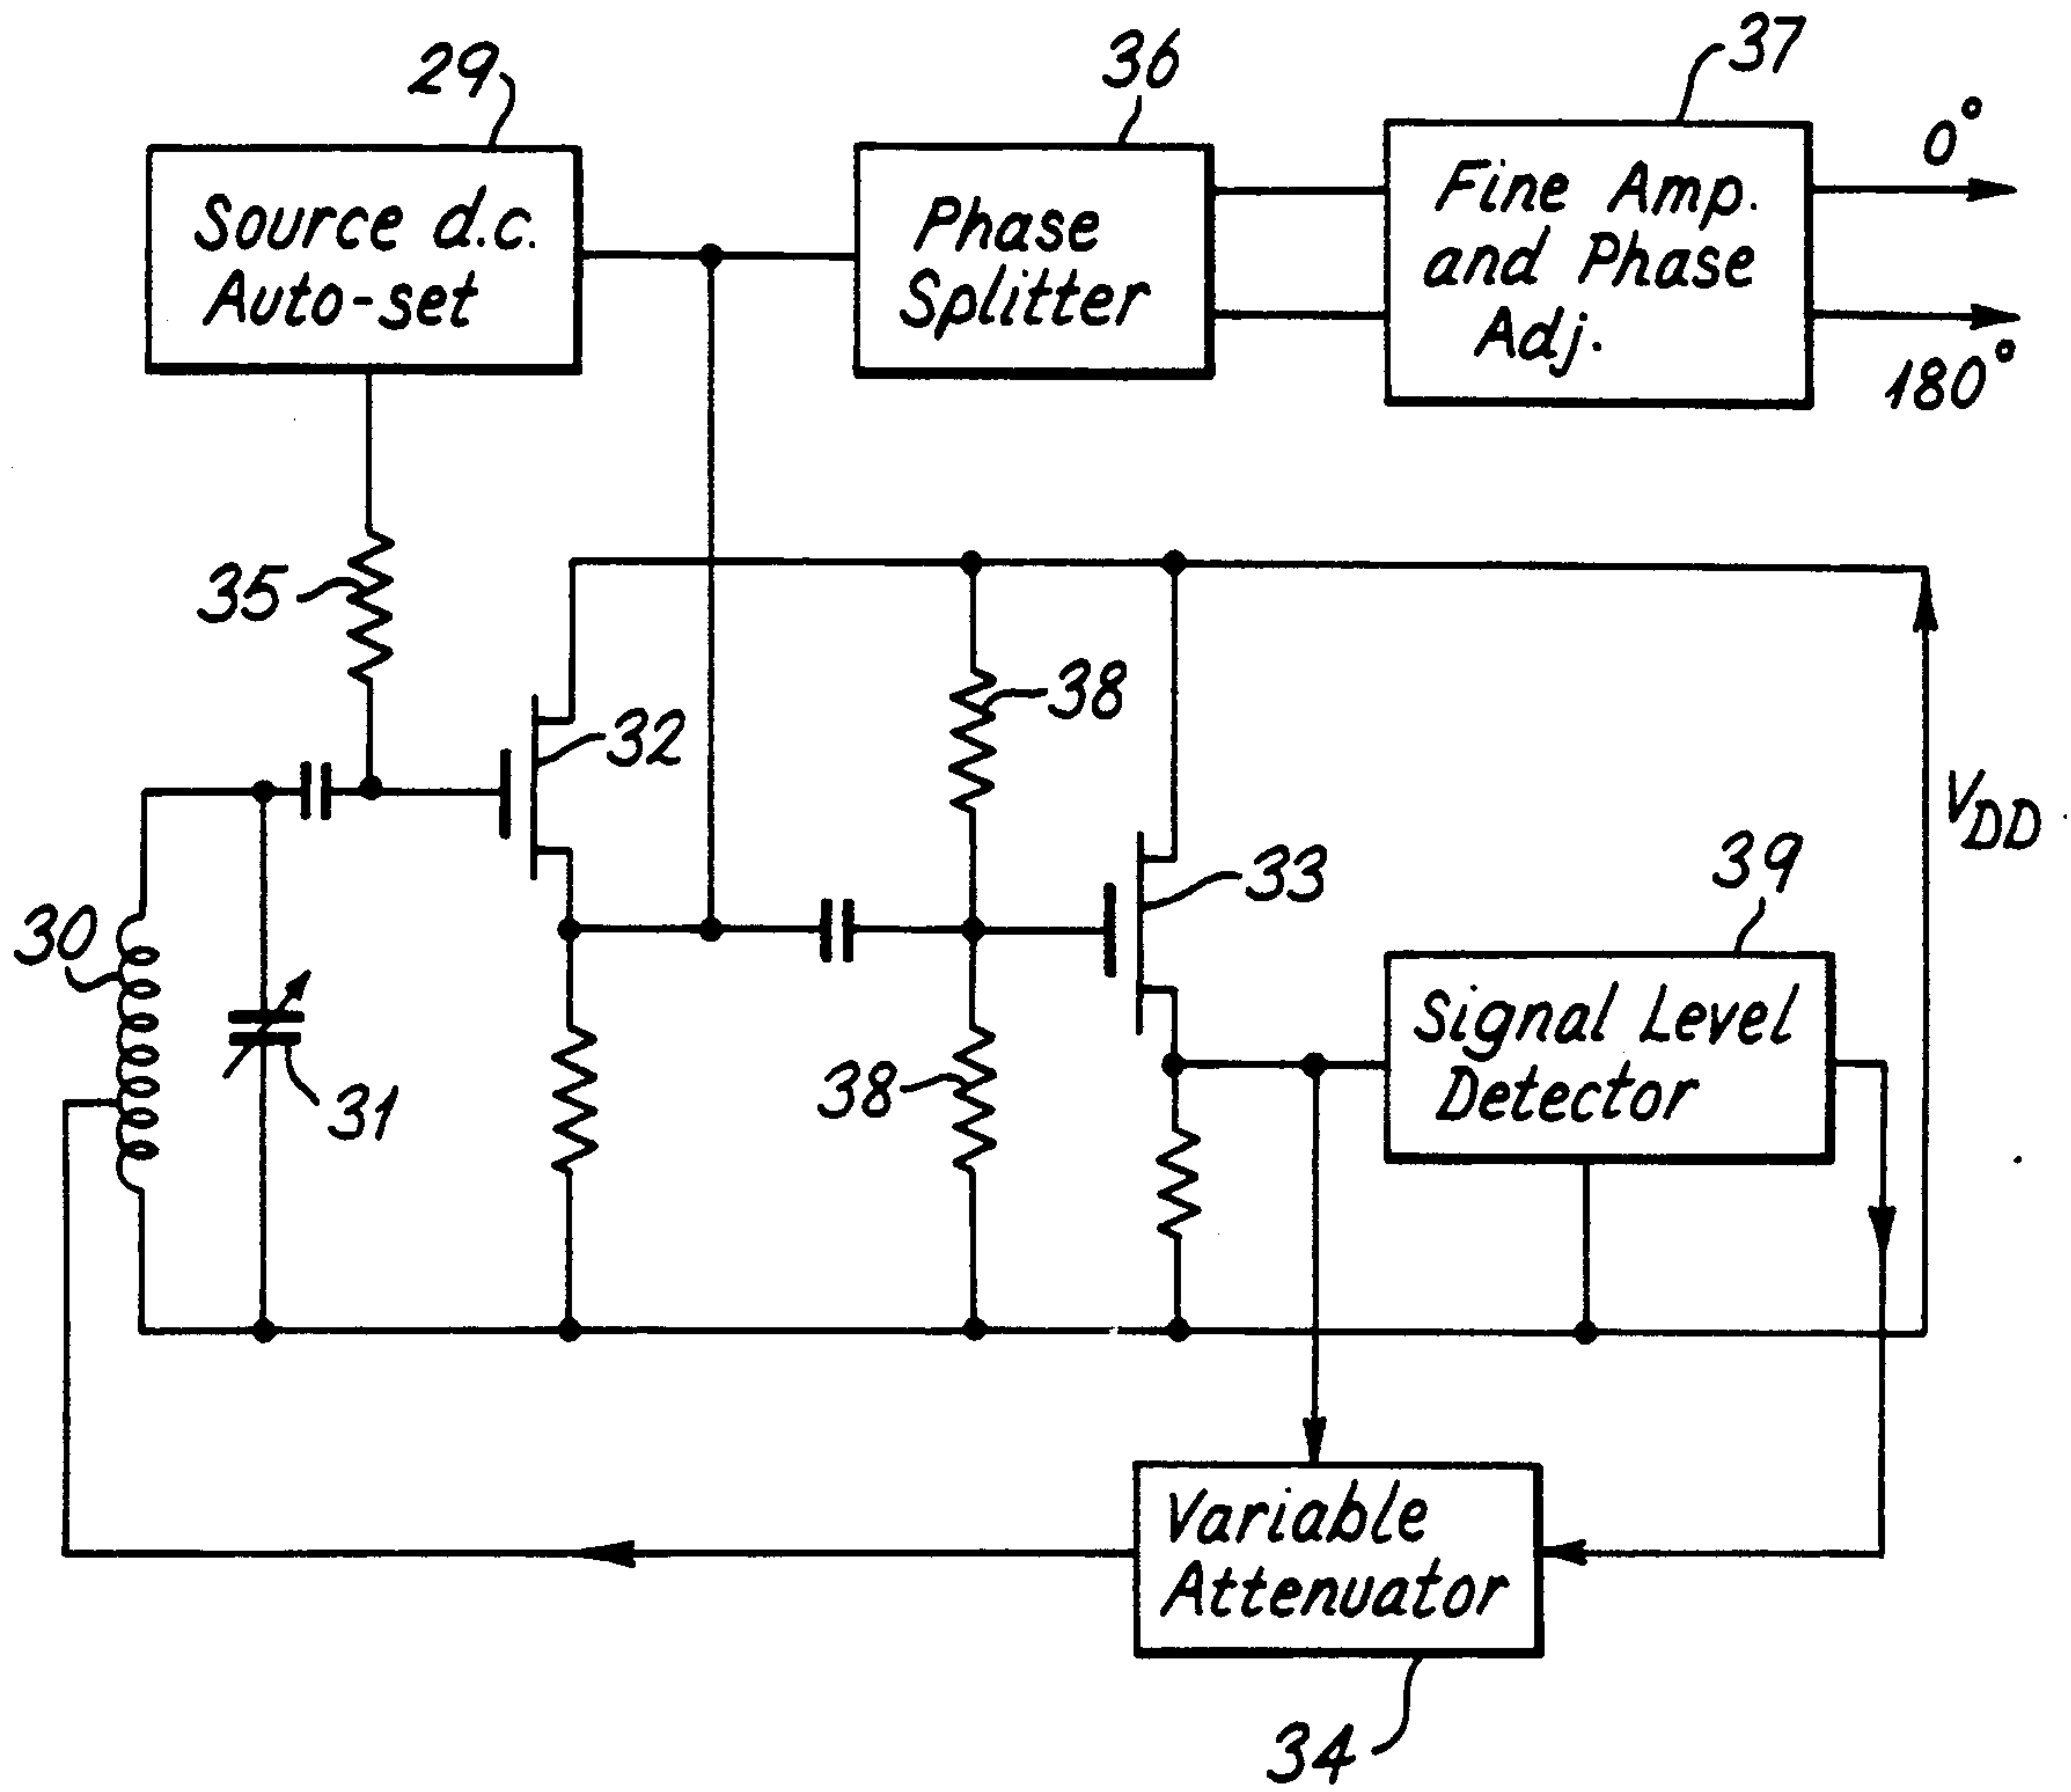 29
36
37
Source d.c.
Auto-set
Phase
Splitter
Fine Amp.
and Phase
Adj.
0°
180°
35
32
38
33
VDD
39
30
31
38
Signal Level
Detector
Variable
Attenuator
34